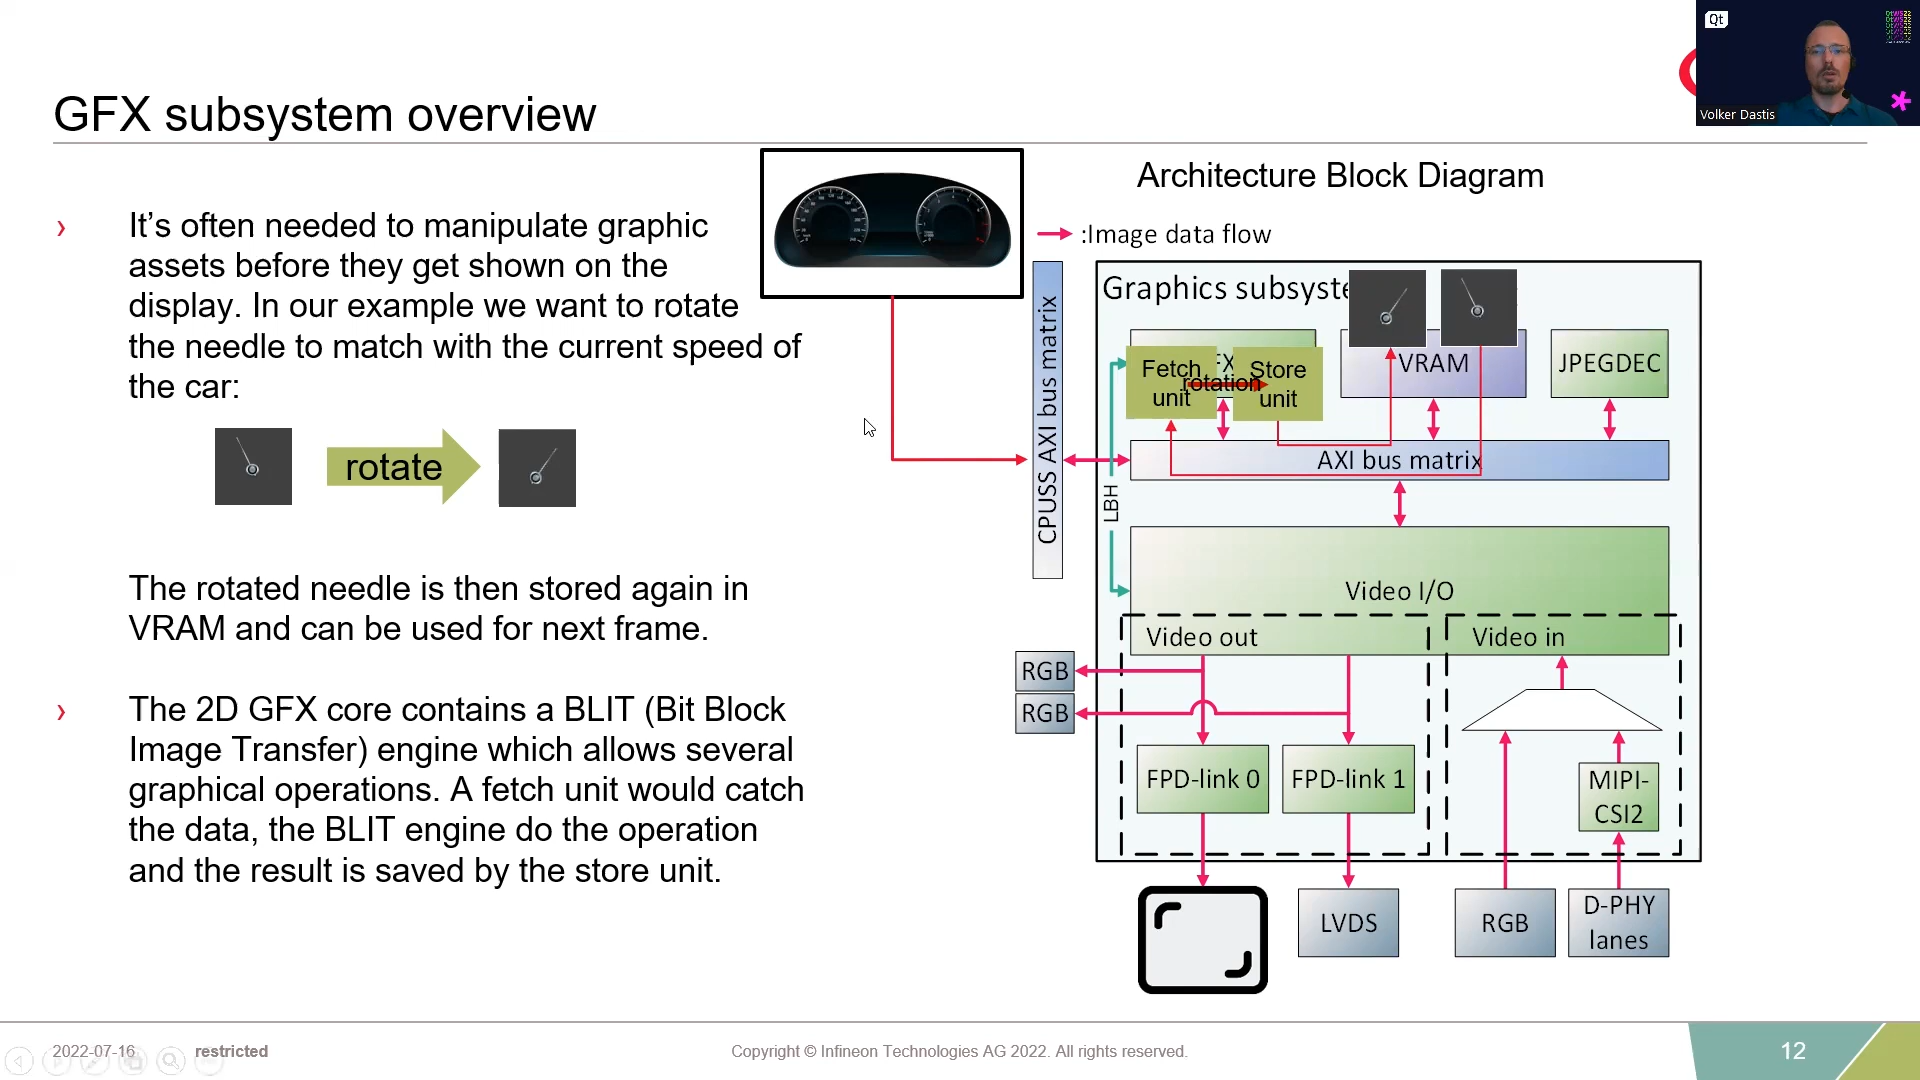 Qt
Volker Dastis
GFX subsystem overview
Architecture Block Diagram
› It’s often needed to manipulate graphic
assets before they get shown on the
display. In our example we want to rotate
the needle to match with the current speed of
the car:
rotate
The rotated needle is then stored again in
VRAM and can be used for next frame.
› The 2D GFX core contains a BLIT (Bit Block
Image Transfer) engine which allows several
graphical operations. A fetch unit would catch
the data, the BLIT engine do the operation
and the result is saved by the store unit.
:Image data flow
CPUSS AXI bus matrix
Graphics subsyste
Fetch
unit
rotation
Store
unit
VRAM
JPEGDEC
AXI bus matrix
LBH
Video I/O
Video out
Video in
RGB
RGB
FPD-link 0
FPD-link 1
MIPI-
CSI2
LVDS
RGB
D-PHY
lanes
2022-07-16
restricted
Copyright © Infineon Technologies AG 2022. All rights reserved.
12